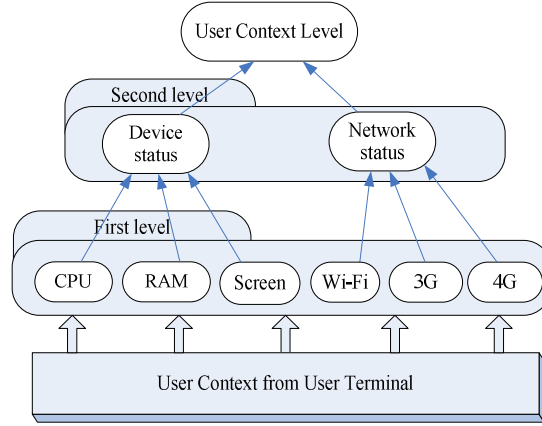 User Context Level
Second level
Device
status
Network
status
First level
CPU
RAM
Screen
Wi-Fi
3G
4G
User Context from User Terminal